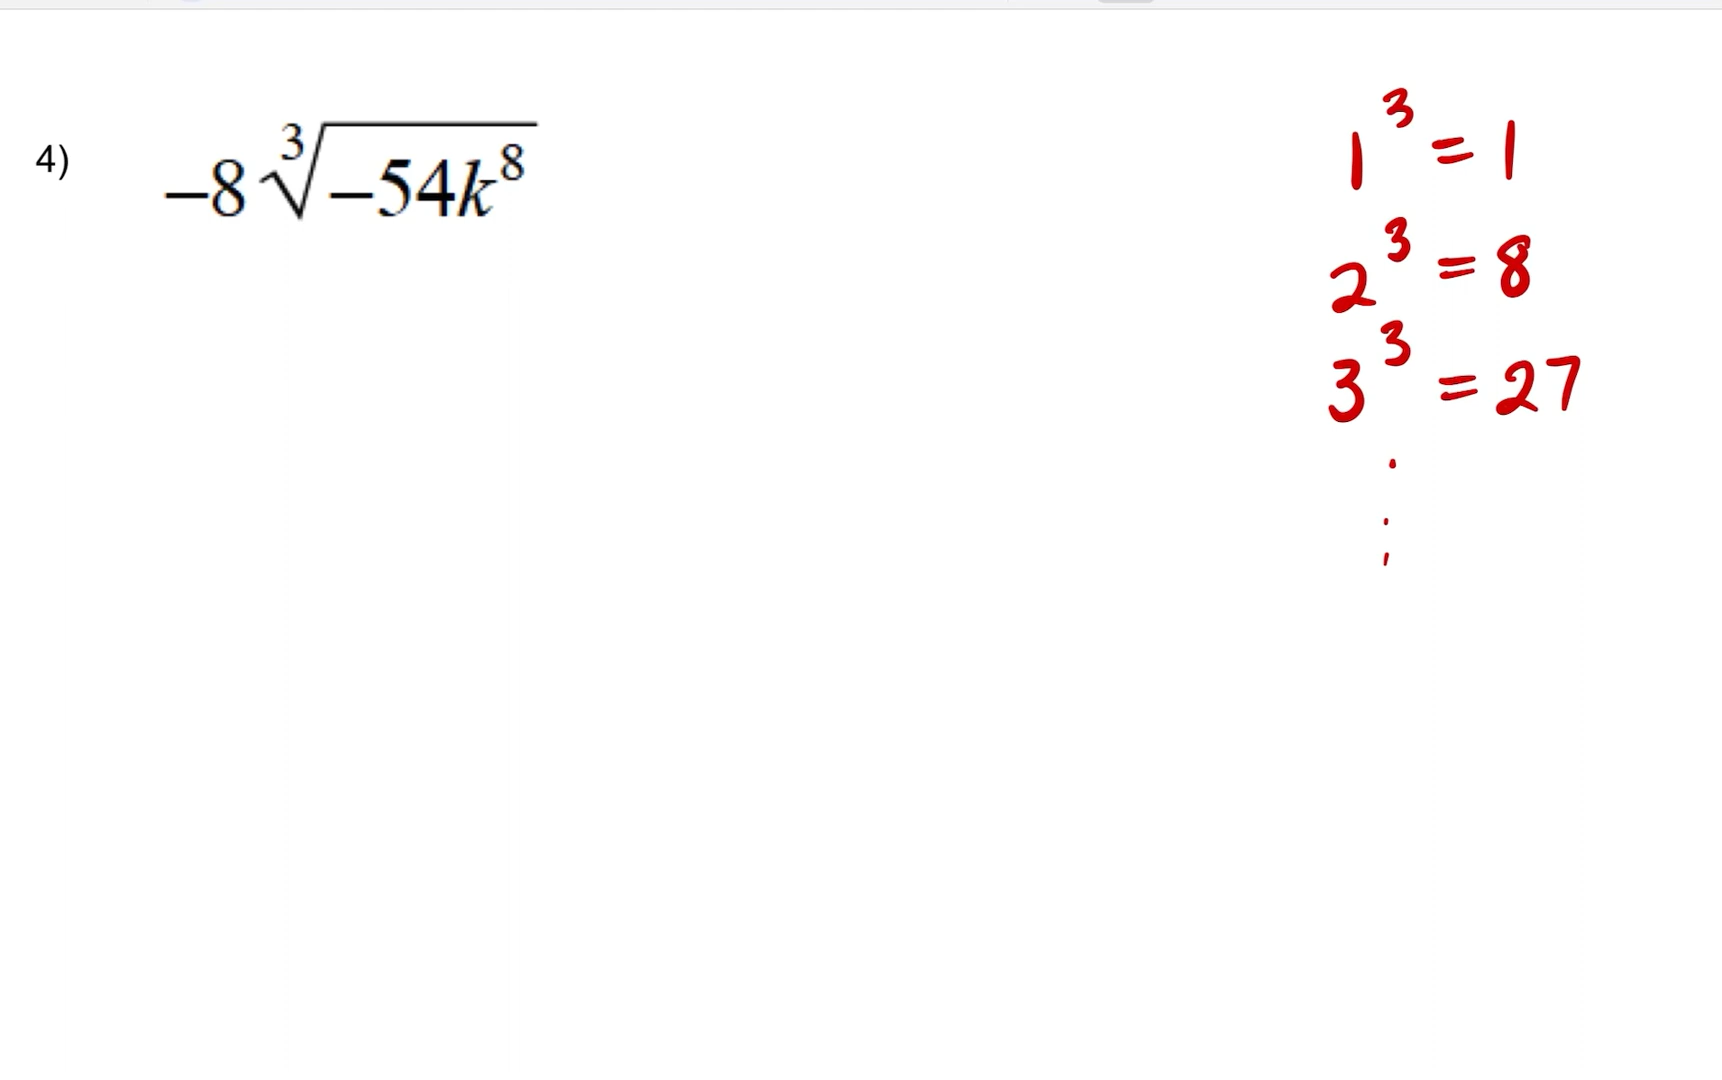 4) −8∛(−54k⁸)
1³ = 1
2³ = 8
3³ = 27